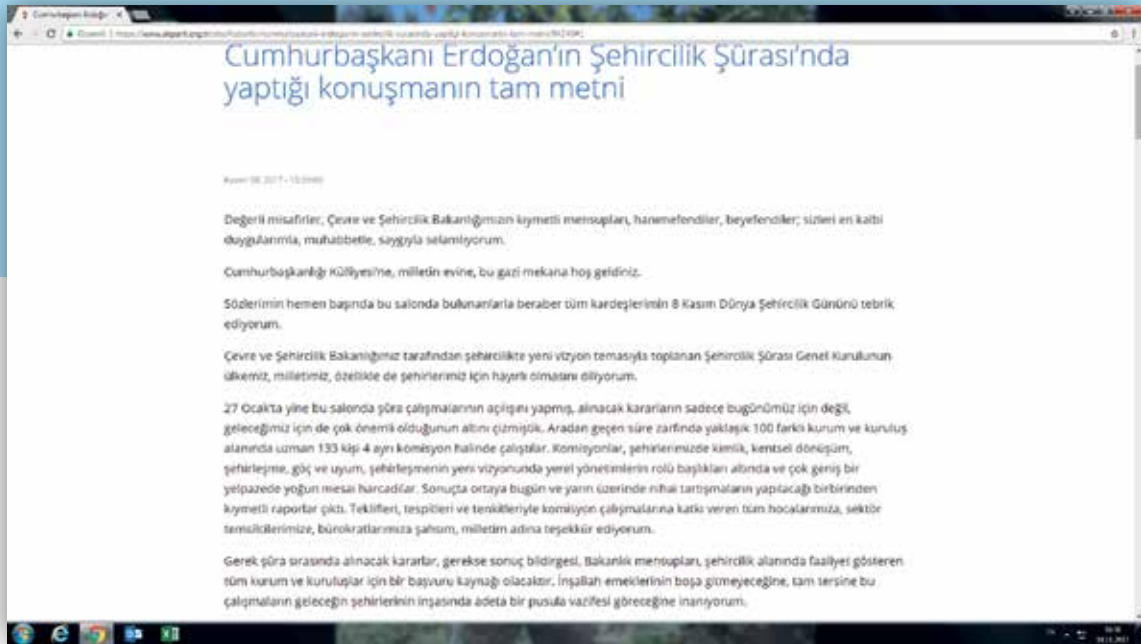 Cumhurbaşkanı Erdoğan'ın Şehircilik Şûrası'nda
yaptığı konuşmanın tam metni
Değerli misafirler, Çevre ve Şehircilik Bakanlığımızın kıymetli mensupları, hanımefendiler, beyefendiler; sizleri en kalbi
duygularımla, muhabbetle, saygıyla selamlıyorum.
Cumhurbaşkanlığı Külliyesi'ne, milletin evine, bu gazi mekana hoş geldiniz.
Sözlerimin hemen başında bu salonda bulunanlarla beraber tüm kardeşlerimin 8 Kasım Dünya Şehircilik Gününü tebrik
ediyorum.
Çevre ve Şehircilik Bakanlığımız tarafından şehircilikte yeni vizyon temasıyla toplanan Şehircilik Şûrası Genel Kurulunun
ülkemiz, milletimiz, özellikle de şehirlerimiz için hayırlı olmasını diliyorum.
27 Ocak'ta yine bu salonda şûra çalışmalarının açılışını yapmış, alınacak kararların sadece bugünümüz için değil,
geleceğimiz için de çok önemli olduğunun altını çizmiştik. Aradan geçen süre zarfında yaklaşık 100 farklı kurum ve kuruluş
alanında uzman 133 kişi 4 ayrı komisyon halinde çalıştılar. Komisyonlar, şehirlerimizde kimlik, kentsel dönüşüm,
şehirleşme, göç ve uyum, şehirleşmenin yeni vizyonunda yerel yönetimlerin rolü başlıkları altında ve çok geniş bir
yelpazede yoğun mesai harcadılar. Sonuçta ortaya bugün ve yarın üzerinde nihai tartışmaların yapılacağı birbirinden
kıymetli raporlar çıktı. Teklifleri, tespitleri ve tenkitleriyle komisyon çalışmalarına katkı veren tüm hocalarımıza, sektör
temsilcilerimize, bürokratlarımıza şahsım, milletim adına teşekkür ediyorum.
Gerek şûra sırasında alınacak kararlar, gerekse sonuç bildirgesi, Bakanlık mensupları, şehircilik alanında faaliyet gösteren
tüm kurum ve kuruluşlar için bir başvuru kaynağı olacaktır. İnşallah emeklerinin boşa gitmeyeceğine, tam tersine bu
çalışmaların geleceğin şehirlerinin inşasında adeta bir pusula vazifesi göreceğine inanıyorum.